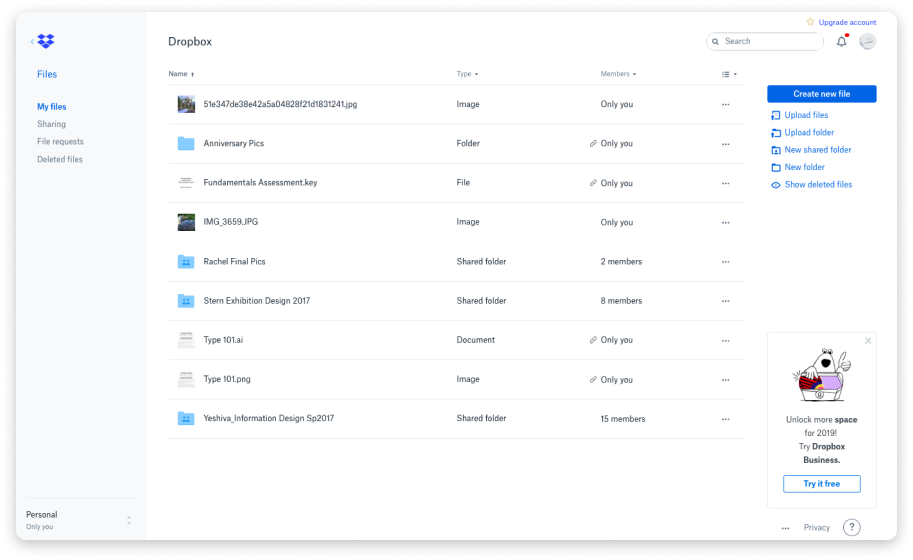 Upgrade account
Dropbox
Search
Files
My files
Sharing
File requests
Deleted files
Name
Type
Members
51e347de38e42a5a04828f21d1831241.jpg
Image
Only you
Anniversary Pics
Folder
Only you
Fundamentals Assessment.key
File
Only you
IMG_3659.JPG
Image
Only you
Rachel Final Pics
Shared folder
2 members
Stern Exhibition Design 2017
Shared folder
8 members
Type 101.ai
Document
Only you
Type 101.png
Image
Only you
Yeshiva_Information Design Sp2017
Shared folder
15 members
Create new file
Upload files
Upload folder
New shared folder
New folder
Show deleted files
Unlock more space
for 2019!
Try Dropbox
Business.
Try it free
Personal
Only you
Privacy
?